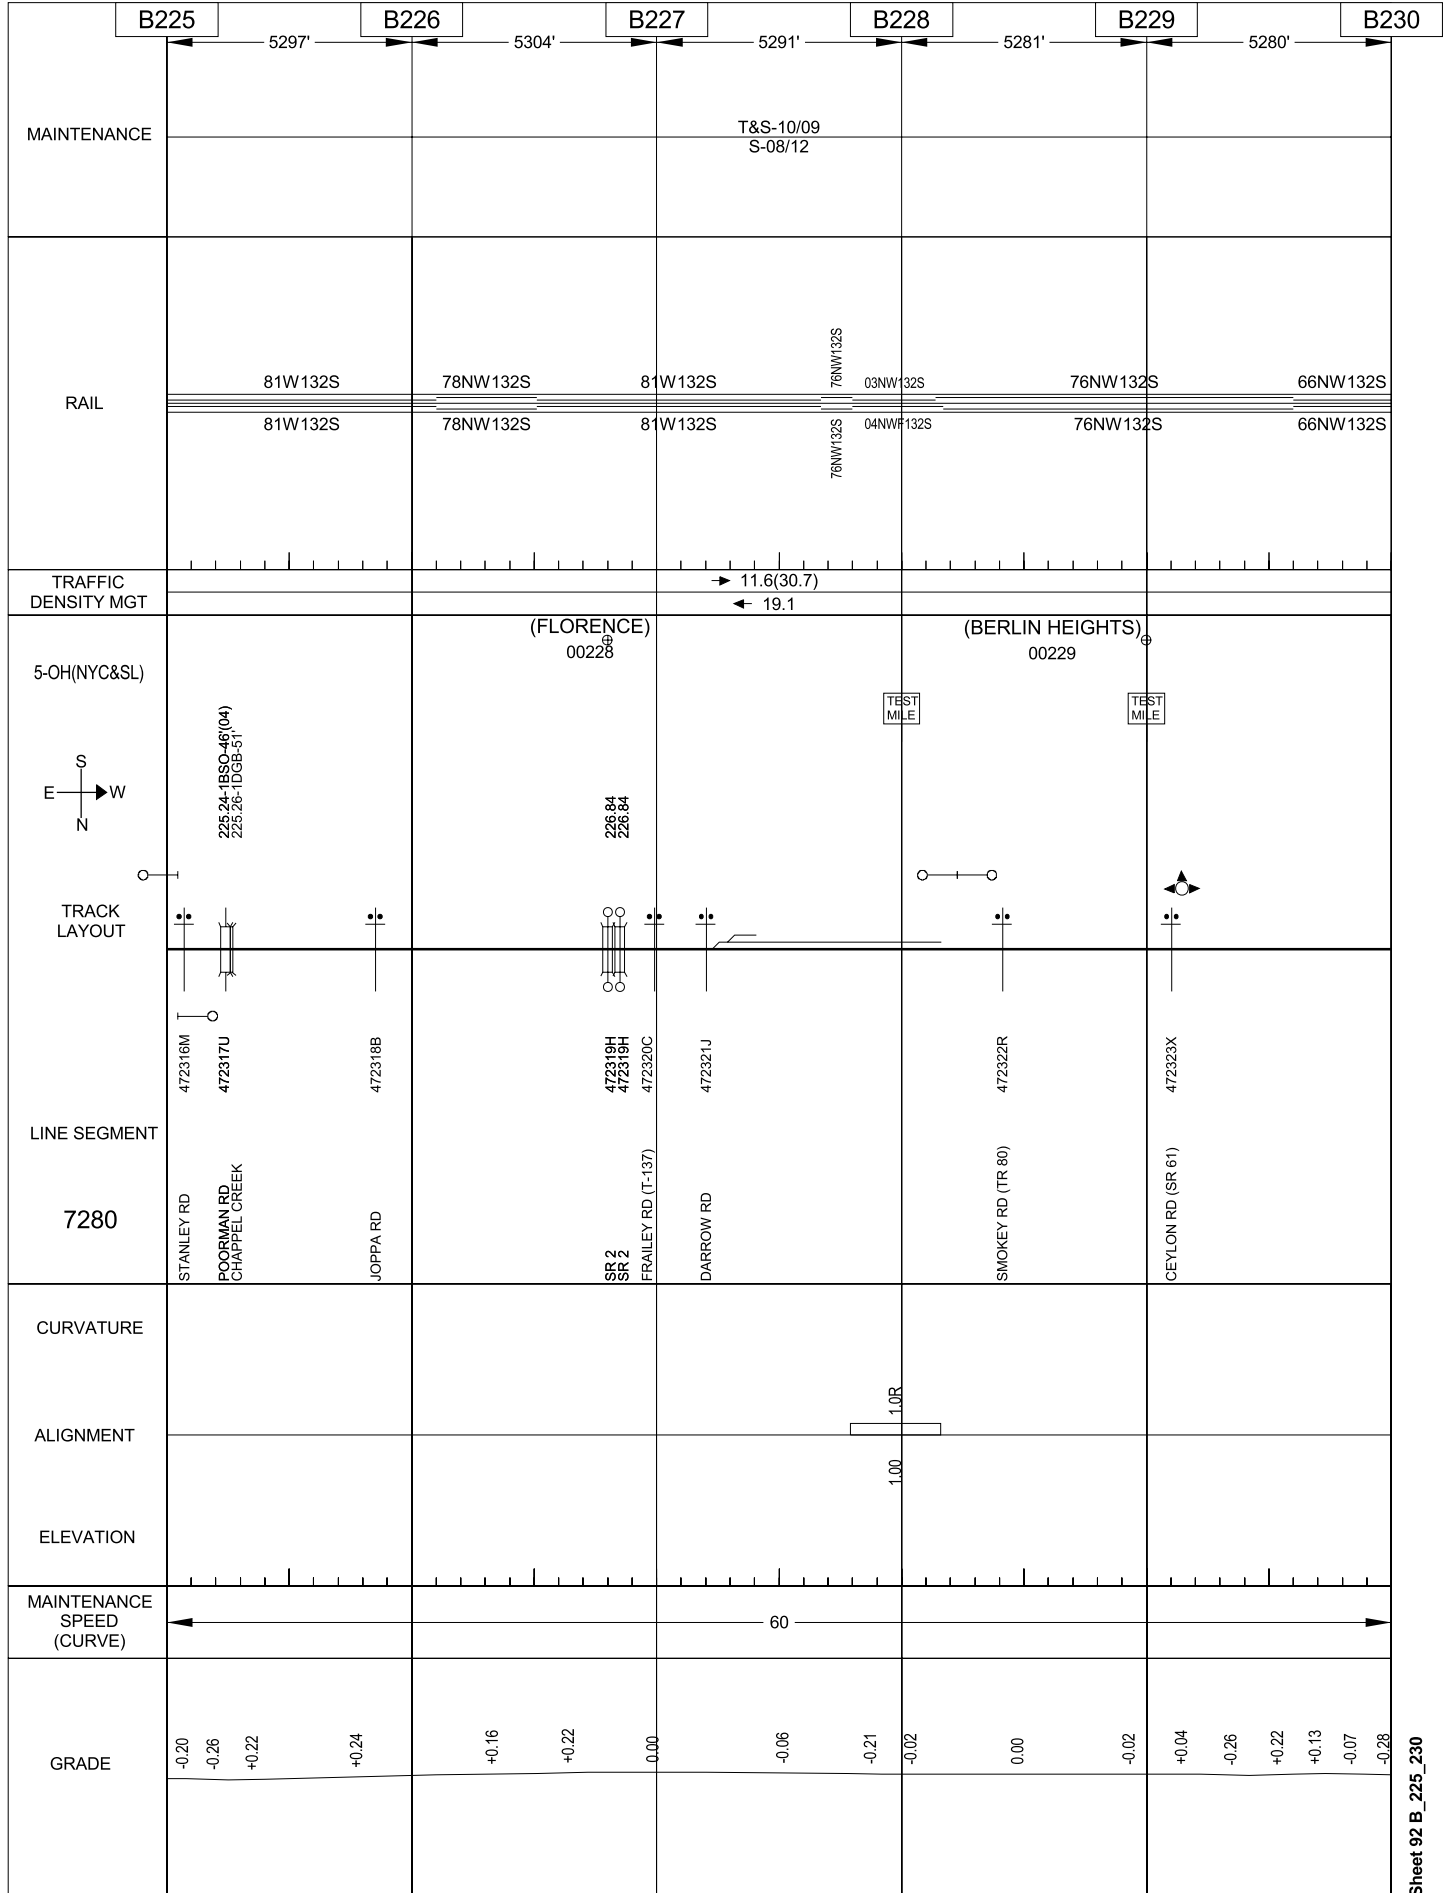 B225 B226 B227 B228 B229 B230
5297' 5304' 5291' 5281' 5280'
MAINTENANCE
T&S-10/09
S-08/12
RAIL
81W132S 78NW132S 81W132S 76NW132S 03NW132S 76NW132S 66NW132S
81W132S 78NW132S 81W132S 76NW132S 04NWF132S 76NW132S 66NW132S
TRAFFIC
DENSITY MGT
11.6(30.7)
19.1
5-OH(NYC&SL)
(FLORENCE)
00228
(BERLIN HEIGHTS)
00229
TEST
MILE
TEST
MILE
S
E W
N
225.24-1BSO-46'(04)
225.26-1DGB-51'
226.84
226.84
TRACK
LAYOUT
472316M
472317U
472318B
472319H
472319H
472320C
472321J
472322R
472323X
LINE SEGMENT
7280
STANLEY RD
POORMAN RD
CHAPPEL CREEK
JOPPA RD
SR 2
SR 2
FRAILEY RD (T-137)
DARROW RD
SMOKEY RD (TR 80)
CEYLON RD (SR 61)
CURVATURE
1.0R
ALIGNMENT
1.00
ELEVATION
MAINTENANCE
SPEED
(CURVE)
60
GRADE
-0.20 -0.26 +0.22 +0.24 +0.16 +0.22 0.00 -0.06 -0.21 -0.02 0.00 -0.02 +0.04 -0.26 +0.22 +0.13 -0.07 -0.28
Sheet 92 B_225_230